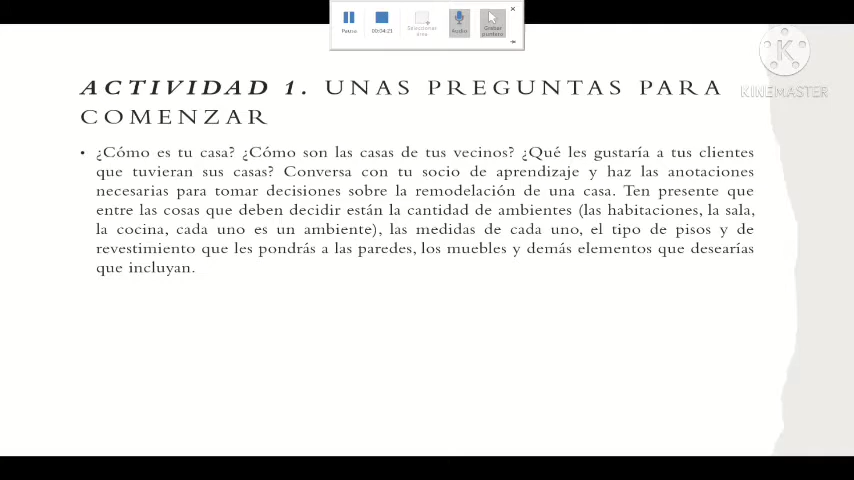 Pausa
00:04:21
Seleccionar
área
Audio
Grabar
puntero
ACTIVIDAD 1. UNAS PREGUNTAS PARA
COMENZAR
K
KINEMASTER
• ¿Cómo es tu casa? ¿Cómo son las casas de tus vecinos? ¿Qué les gustaría a tus clientes
que tuvieran sus casas? Conversa con tu socio de aprendizaje y haz las anotaciones
necesarias para tomar decisiones sobre la remodelación de una casa. Ten presente que
entre las cosas que deben decidir están la cantidad de ambientes (las habitaciones, la sala,
la cocina, cada uno es un ambiente), las medidas de cada uno, el tipo de pisos y de
revestimiento que les pondrás a las paredes, los muebles y demás elementos que desearías
que incluyan.